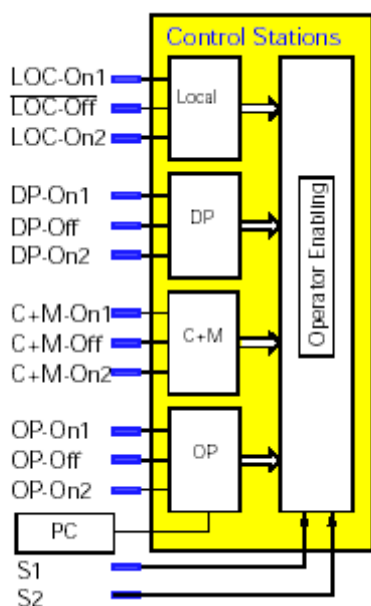 Control Stations
LOC-On1
LOC-Off
LOC-On2
Local
DP-On1
DP-Off
DP-On2
DP
C+M-On1
C+M-Off
C+M-On2
C+M
OP-On1
OP-Off
OP-On2
OP
Operator Enabling
PC
S1
S2